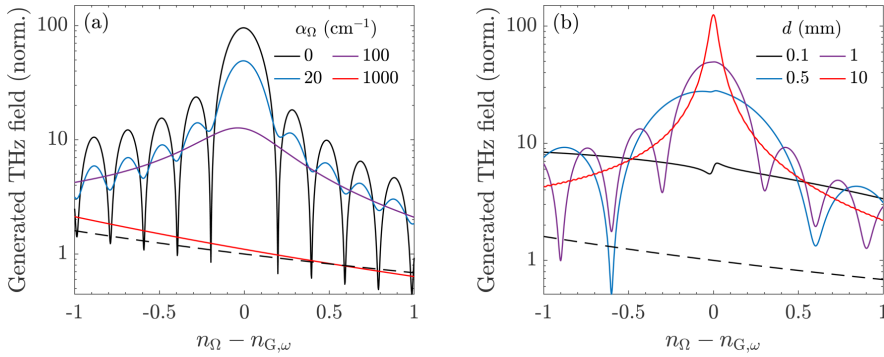 (a)
α_Ω (cm⁻¹)
0 100
20 1000
Generated THz field (norm.)
100
10
1
-1 -0.5 0 0.5 1
n_Ω − n_G,ω
(b)
d (mm)
0.1 1
0.5 10
Generated THz field (norm.)
100
10
1
-1 -0.5 0 0.5 1
n_Ω − n_G,ω